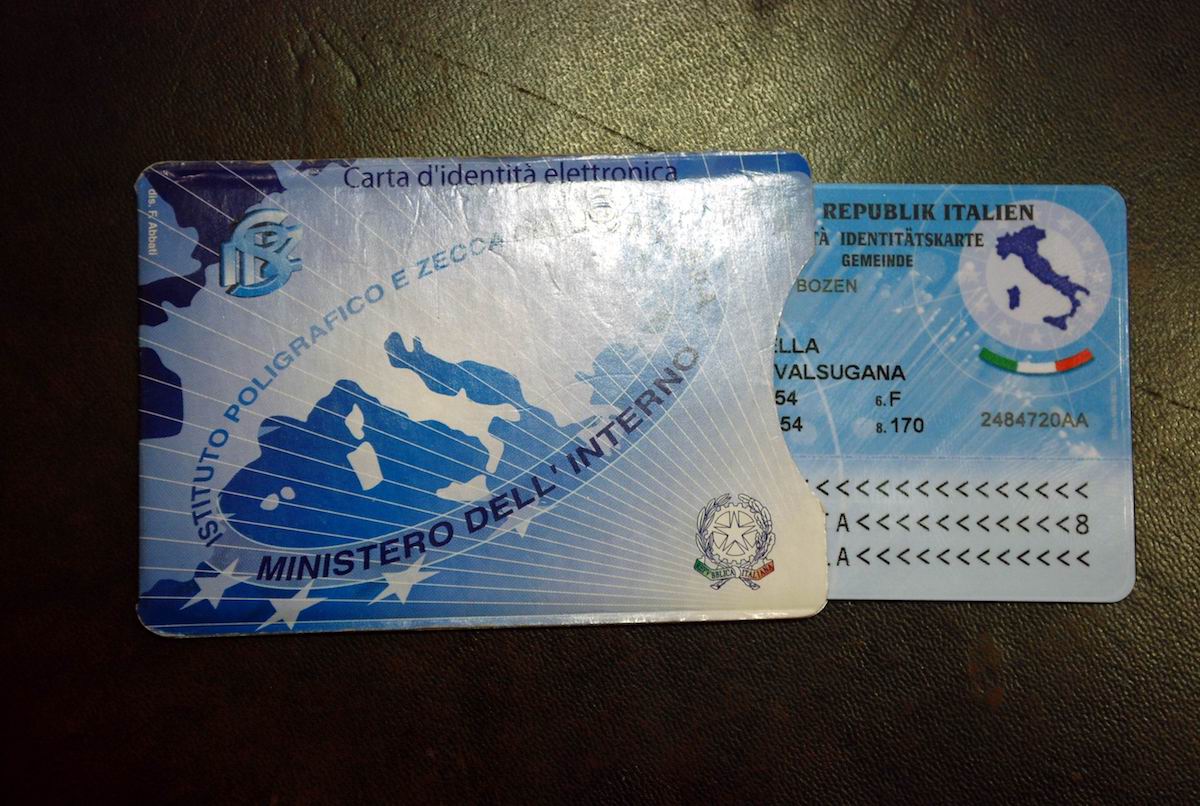 Carta d'identità elettronica
dis. F. Abbati
ISTITUTO POLIGRAFICO E ZECCA
MINISTERO DELL' INTERNO
REPUBBLICA ITALIANA
REPUBLIK ITALIEN
TÀ IDENTITÄTSKARTE
GEMEINDE
BOZEN
ELLA
VALSUGANA
54 6. F
54 8. 170
2484720AA
<<<<<<<<<<<<<<<
A<<<<<<<<<<<8
A<<<<<<<<<<<<